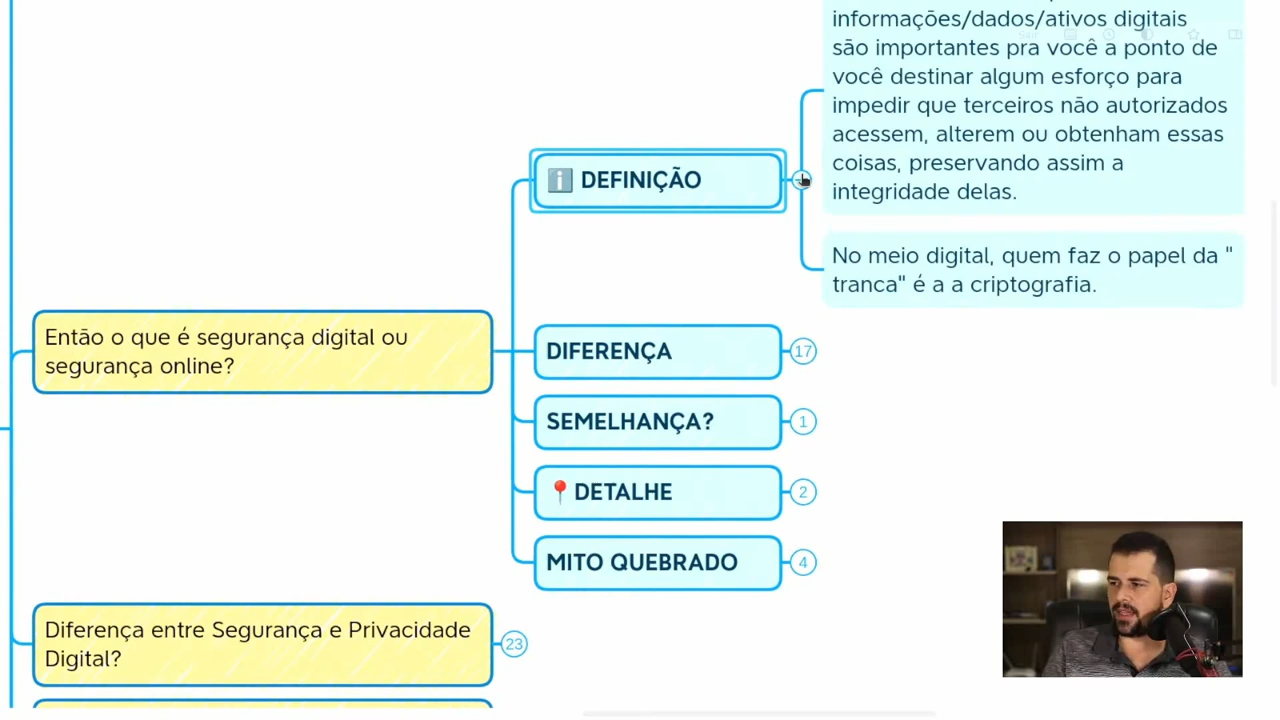 informações/dados/ativos digitais
são importantes pra você a ponto de
você destinar algum esforço para
impedir que terceiros não autorizados
acessem, alterem ou obtenham essas
coisas, preservando assim a
integridade delas.
ℹ️ DEFINIÇÃO
No meio digital, quem faz o papel da "
tranca" é a a criptografia.
Então o que é segurança digital ou
segurança online?
DIFERENÇA
17
SEMELHANÇA?
1
📍DETALHE
2
MITO QUEBRADO
4
Diferença entre Segurança e Privacidade
Digital?
23